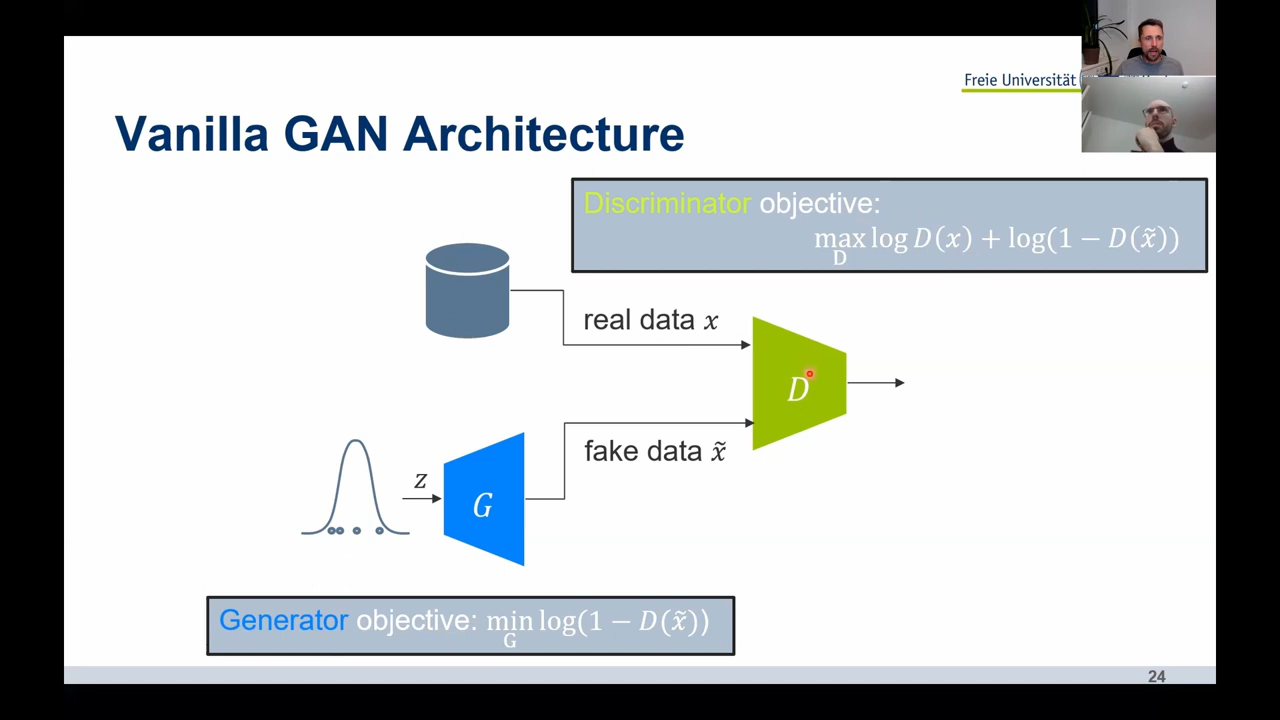 Freie Universität
Vanilla GAN Architecture
Discriminator objective:
max log D(x) + log(1 − D(x̃))
D
real data x
D
fake data x̃
z
G
Generator objective: min log(1 − D(x̃))
G
24